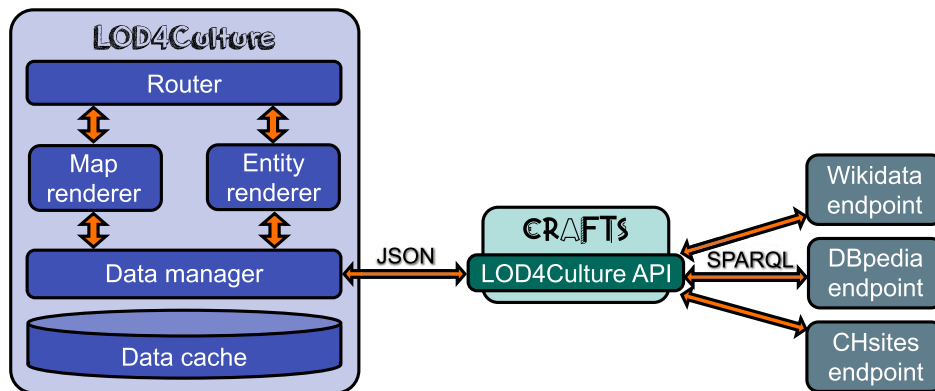 LOD4Culture
Router
Map
renderer
Entity
renderer
Data manager
Data cache
JSON
CRAFTS
LOD4Culture API
SPARQL
Wikidata
endpoint
DBpedia
endpoint
CHsites
endpoint